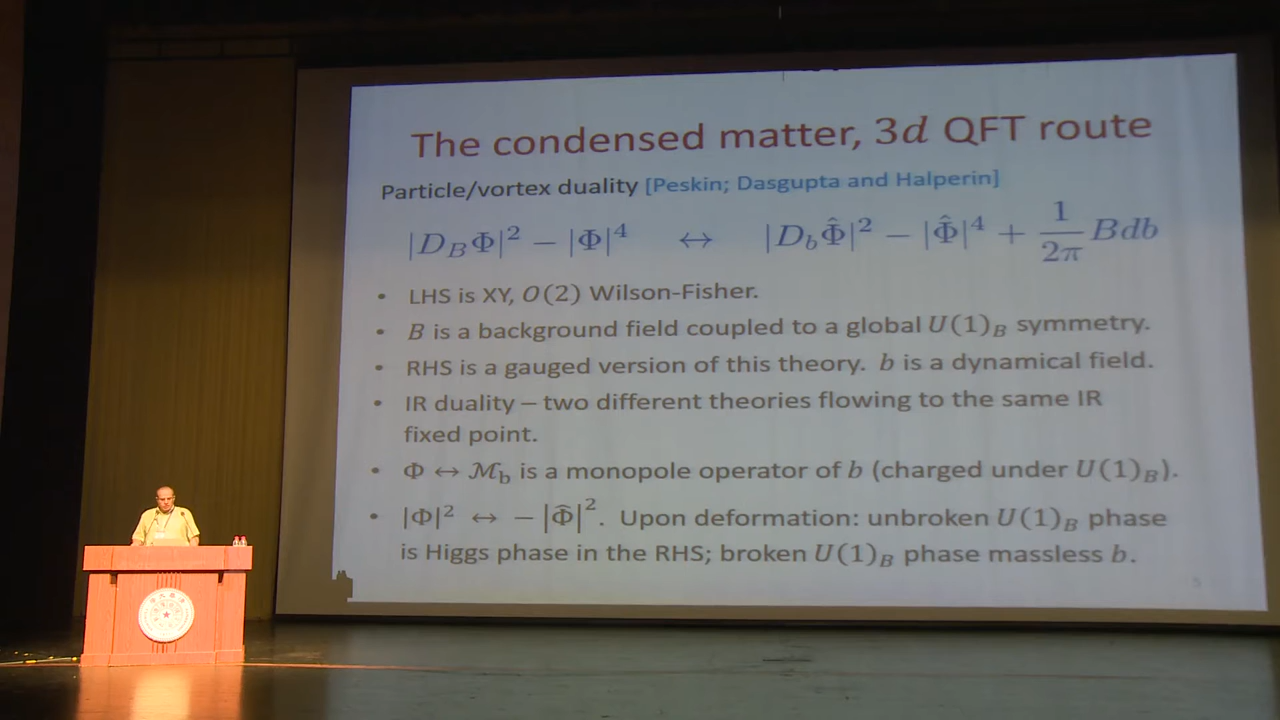 The condensed matter, 3d QFT route
Particle/vortex duality [Peskin; Dasgupta and Halperin]
|D_BΦ|² − |Φ|⁴ ↔ |D_bΦ̂|² − |Φ̂|⁴ + 1/2π Bdb
• LHS is XY, O(2) Wilson-Fisher.
• B is a background field coupled to a global U(1)_B symmetry.
• RHS is a gauged version of this theory. b is a dynamical field.
• IR duality – two different theories flowing to the same IR
fixed point.
• Φ ↔ ℳ_b is a monopole operator of b (charged under U(1)_B).
• |Φ|² ↔ −|Φ̂|². Upon deformation: unbroken U(1)_B phase
is Higgs phase in the RHS; broken U(1)_B phase massless b.